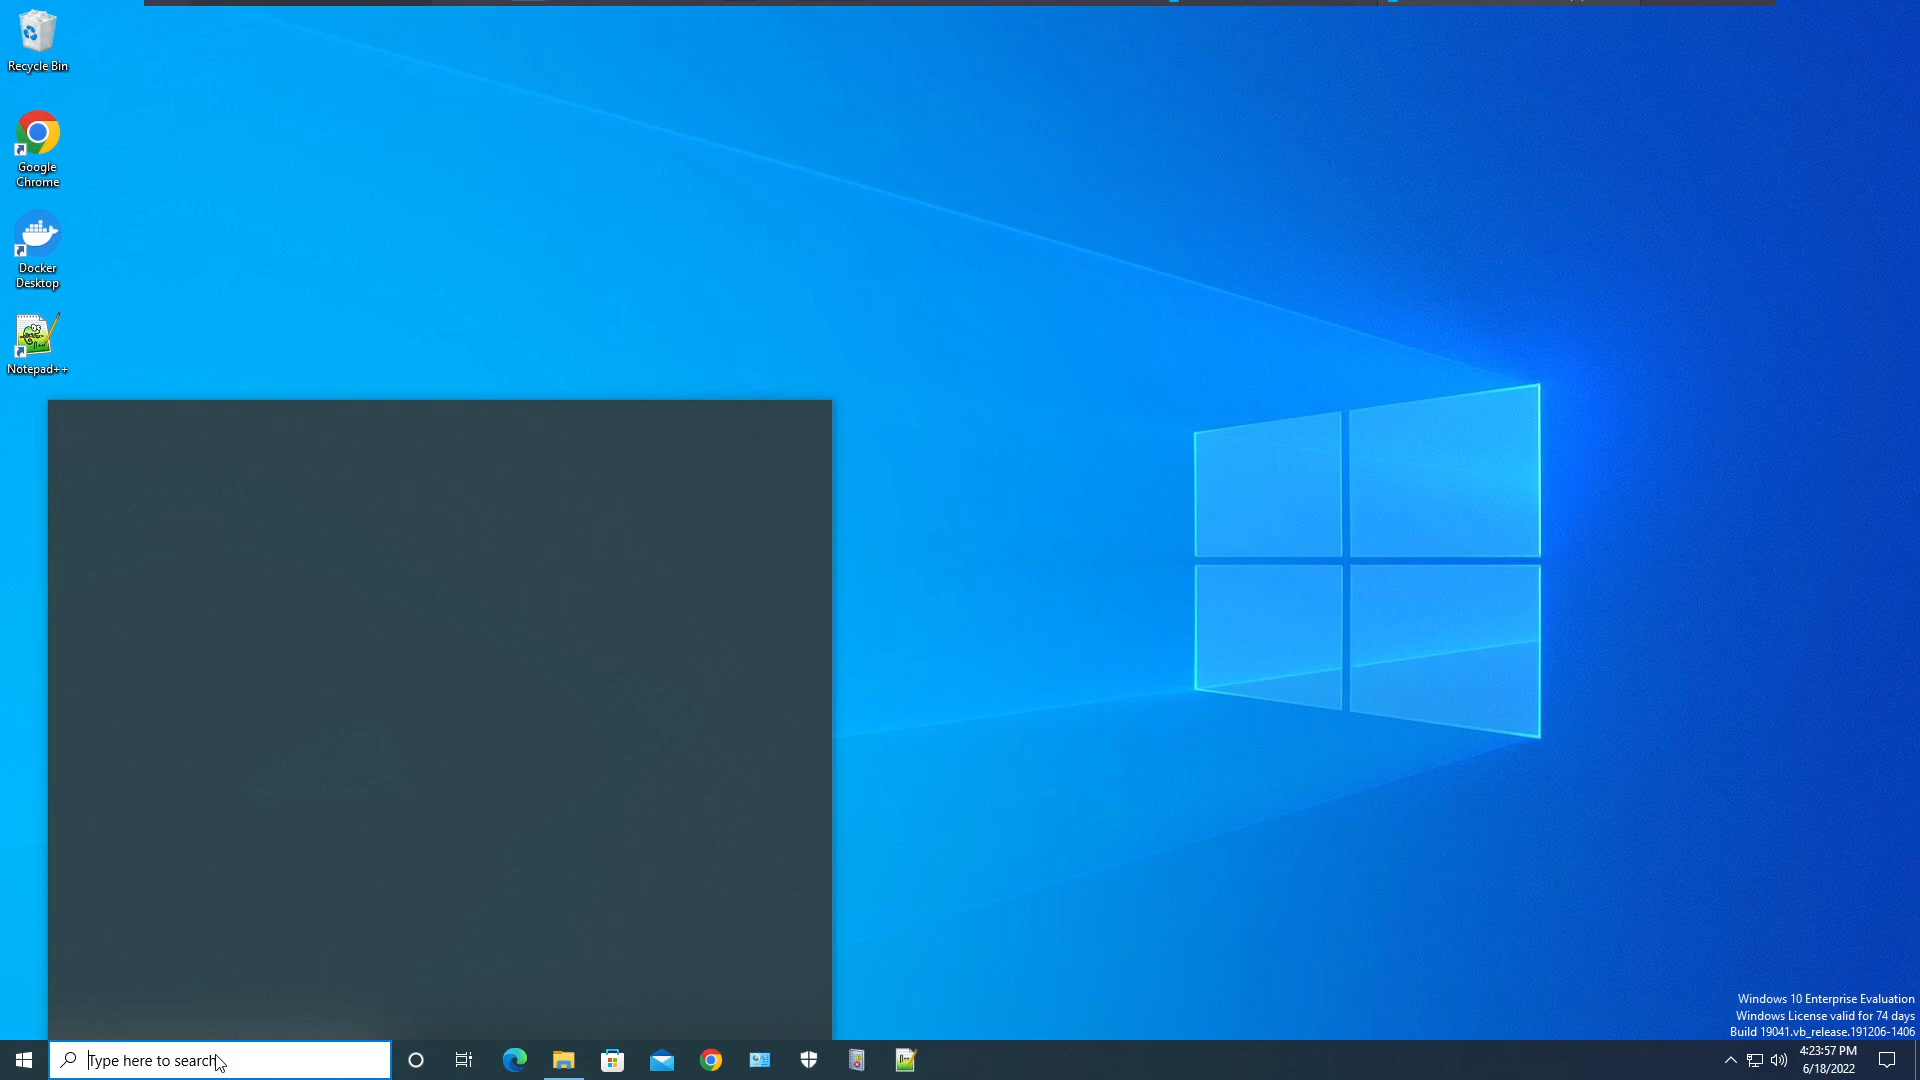 Recycle Bin
Google
Chrome
Docker
Desktop
Notepad++
Windows 10 Enterprise Evaluation
Windows License valid for 74 days
Build 19041.vb_release.191206-1406
Type here to search
4:23:57 PM
6/18/2022